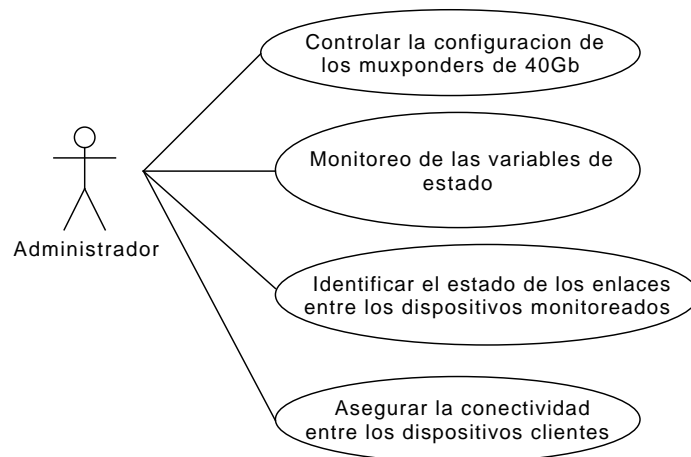 Controlar la configuracion de
los muxponders de 40Gb
Monitoreo de las variables de
estado
Administrador
Identificar el estado de los enlaces
entre los dispositivos monitoreados
Asegurar la conectividad
entre los dispositivos clientes